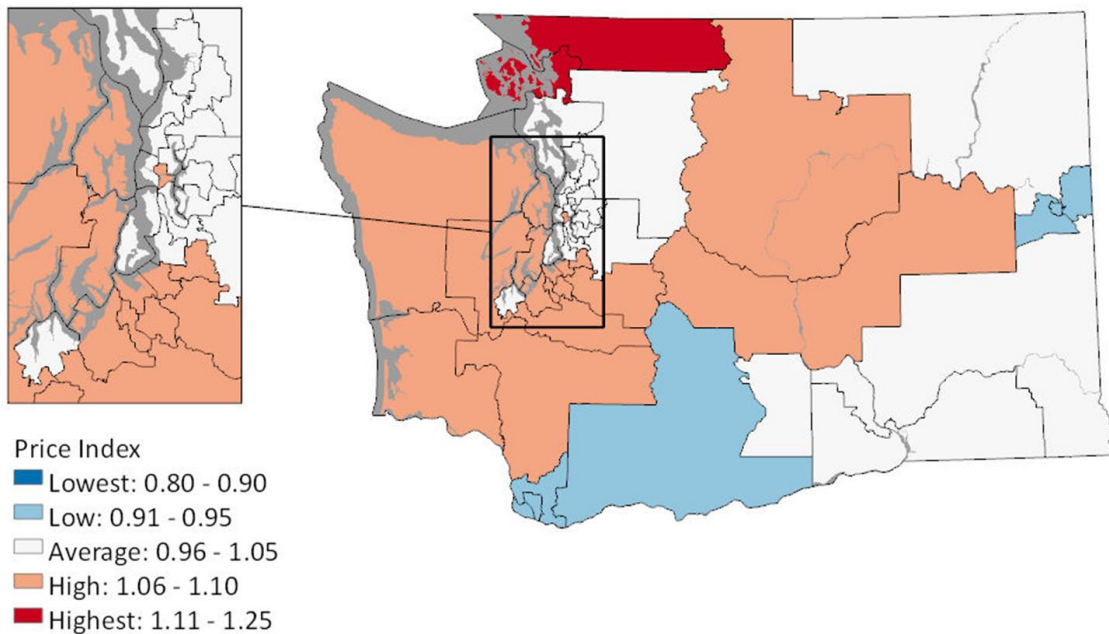 Price Index
Lowest: 0.80 - 0.90
Low: 0.91 - 0.95
Average: 0.96 - 1.05
High: 1.06 - 1.10
Highest: 1.11 - 1.25